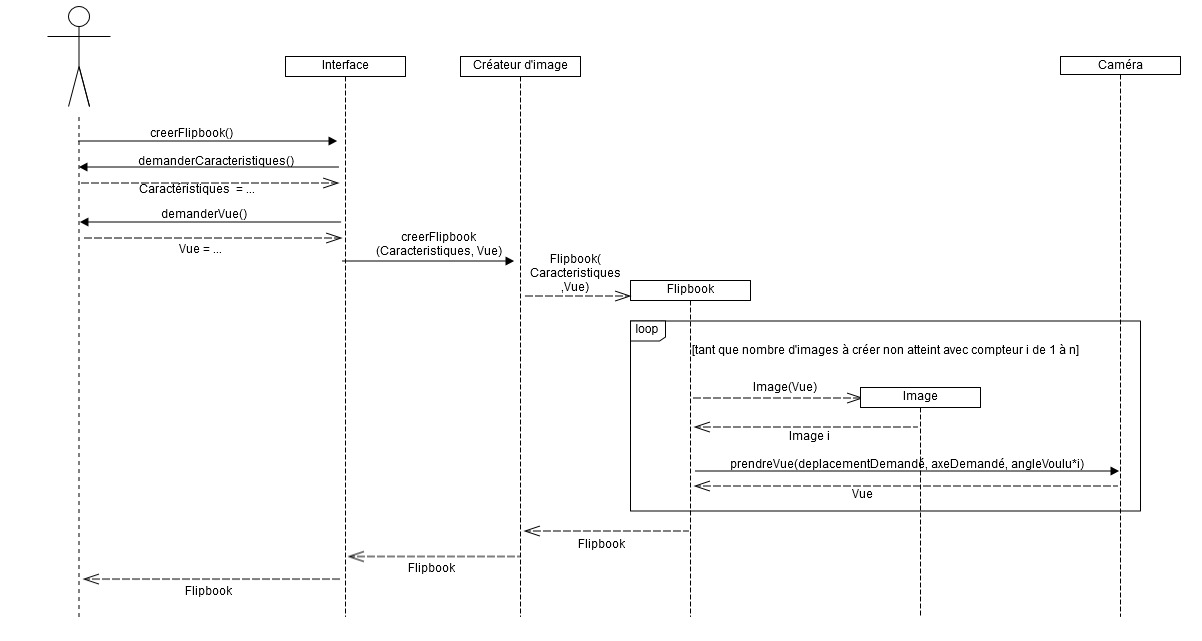 Interface
Créateur d'image
Caméra
creerFlipbook()
demanderCaracteristiques()
Caractéristiques = ...
demanderVue()
Vue = ...
creerFlipbook
(Caracteristiques, Vue)
Flipbook(
Caracteristiques
,Vue)
Flipbook
loop
[tant que nombre d'images à créer non atteint avec compteur i de 1 à n]
Image(Vue)
Image
Image i
prendreVue(deplacementDemandé, axeDemandé, angleVoulu*i)
Vue
Flipbook
Flipbook
Flipbook